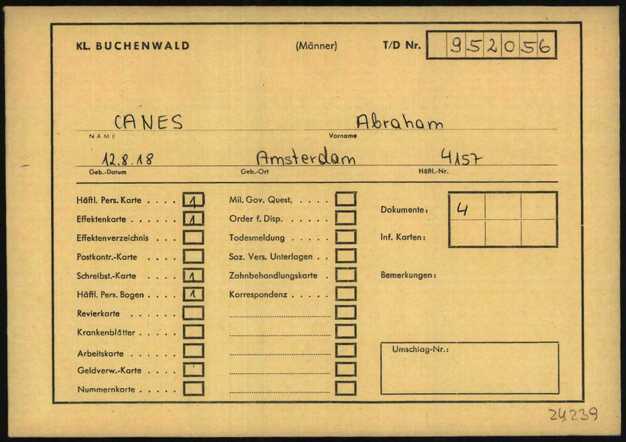 KL. BUCHENWALD (Männer) T/D Nr. 952056
CANES Abraham
NAME Vorname
12.8.18 Amsterdam 4157
Geb.-Datum Geb.-Ort Häftl.-Nr.
Häftl. Pers. Karte . . . . 1 Mil. Gov. Quest. . . . . Dokumente: 4
Effektenkarte . . . . . 1 Order f. Disp. . . . .
Effektenverzeichnis . . . Todesmeldung . . . . Inf. Karten:
Postkontr.-Karte . . . . Soz. Vers. Unterlagen . .
Schreibst.-Karte . . . . 1 Zahnbehandlungskarte . Bemerkungen:
Häftl. Pers. Bogen . . . . 1 Korrespondenz . . . .
Revierkarte . . . . .
Krankenblätter . . . .
Arbeitskarte . . . . . Umschlag-Nr.:
Geldverw.-Karte . . . .
Nummernkarte . . . . .
24239